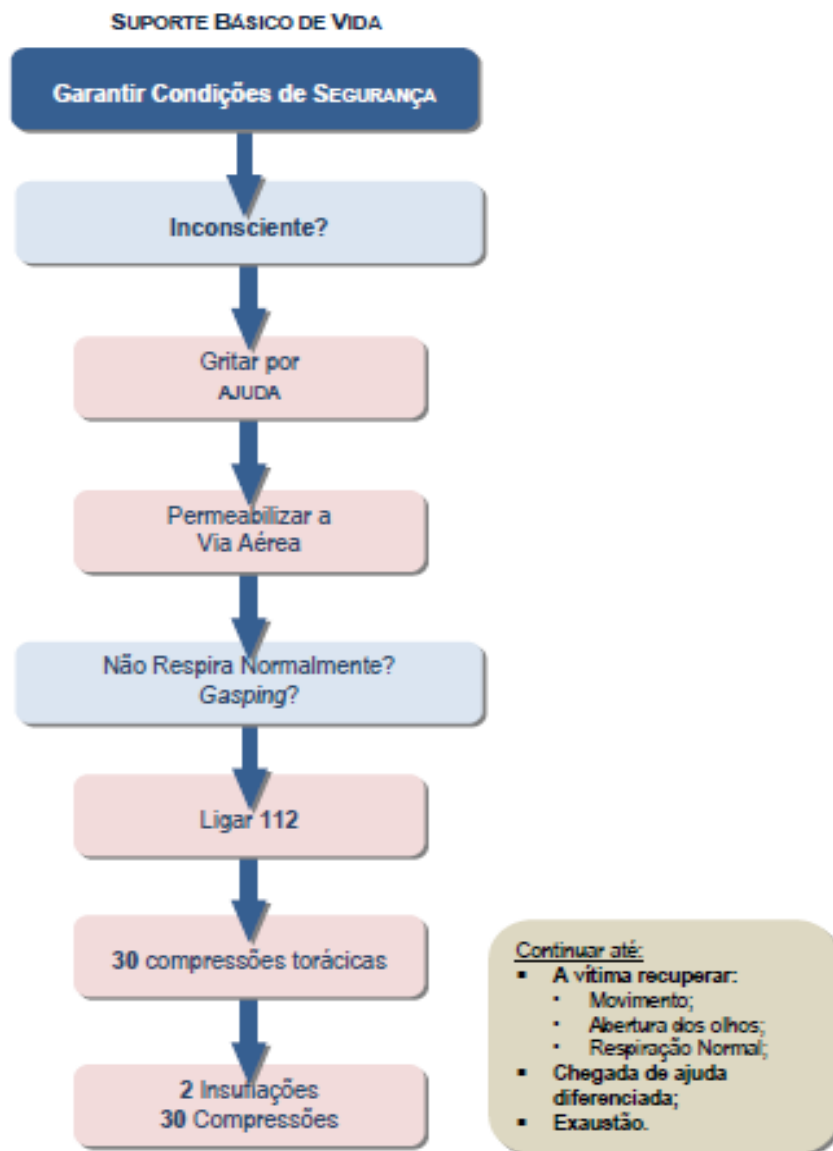 SUPORTE BÁSICO DE VIDA
Garantir Condições de SEGURANÇA
Inconsciente?
Gritar por
AJUDA
Permeabilizar a
Via Aérea
Não Respira Normalmente?
Gasping?
Ligar 112
30 compressões torácicas
2 Insuflações
30 Compressões
Continuar até:
▪ A vítima recuperar:
▪ Movimento;
▪ Abertura dos olhos;
▪ Respiração Normal;
▪ Chegada de ajuda
diferenciada;
▪ Exaustão.